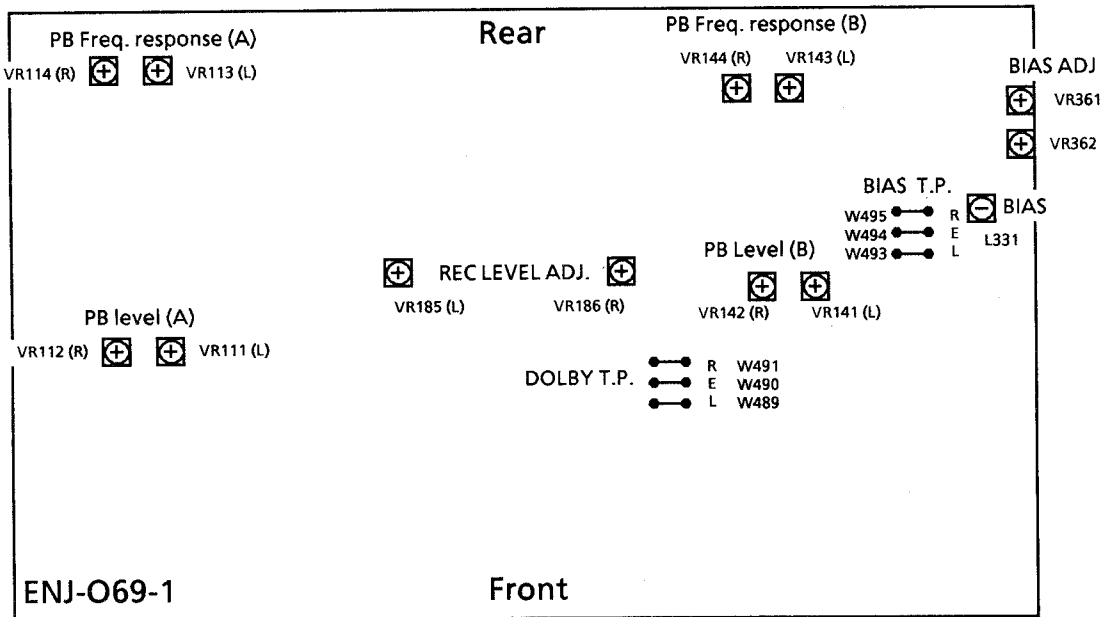 Rear
PB Freq. response (A)
VR114 (R)
VR113 (L)
PB Freq. response (B)
VR144 (R)
VR143 (L)
BIAS ADJ
VR361
VR362
BIAS T.P.
W495
R
W494
E
W493
L
BIAS
L331
REC LEVEL ADJ.
VR185 (L)
VR186 (R)
PB Level (B)
VR142 (R)
VR141 (L)
PB level (A)
VR112 (R)
VR111 (L)
DOLBY T.P.
R W491
E W490
L W489
ENJ-O69-1
Front